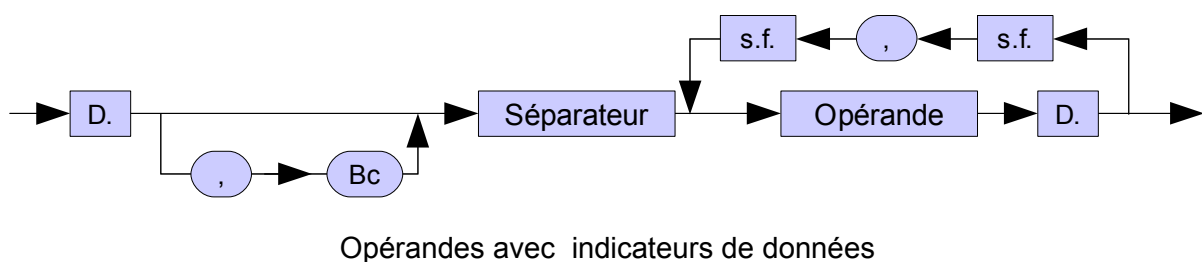 s.f. , s.f.
D. Séparateur Opérande D.
, Bc
Opérandes avec indicateurs de données